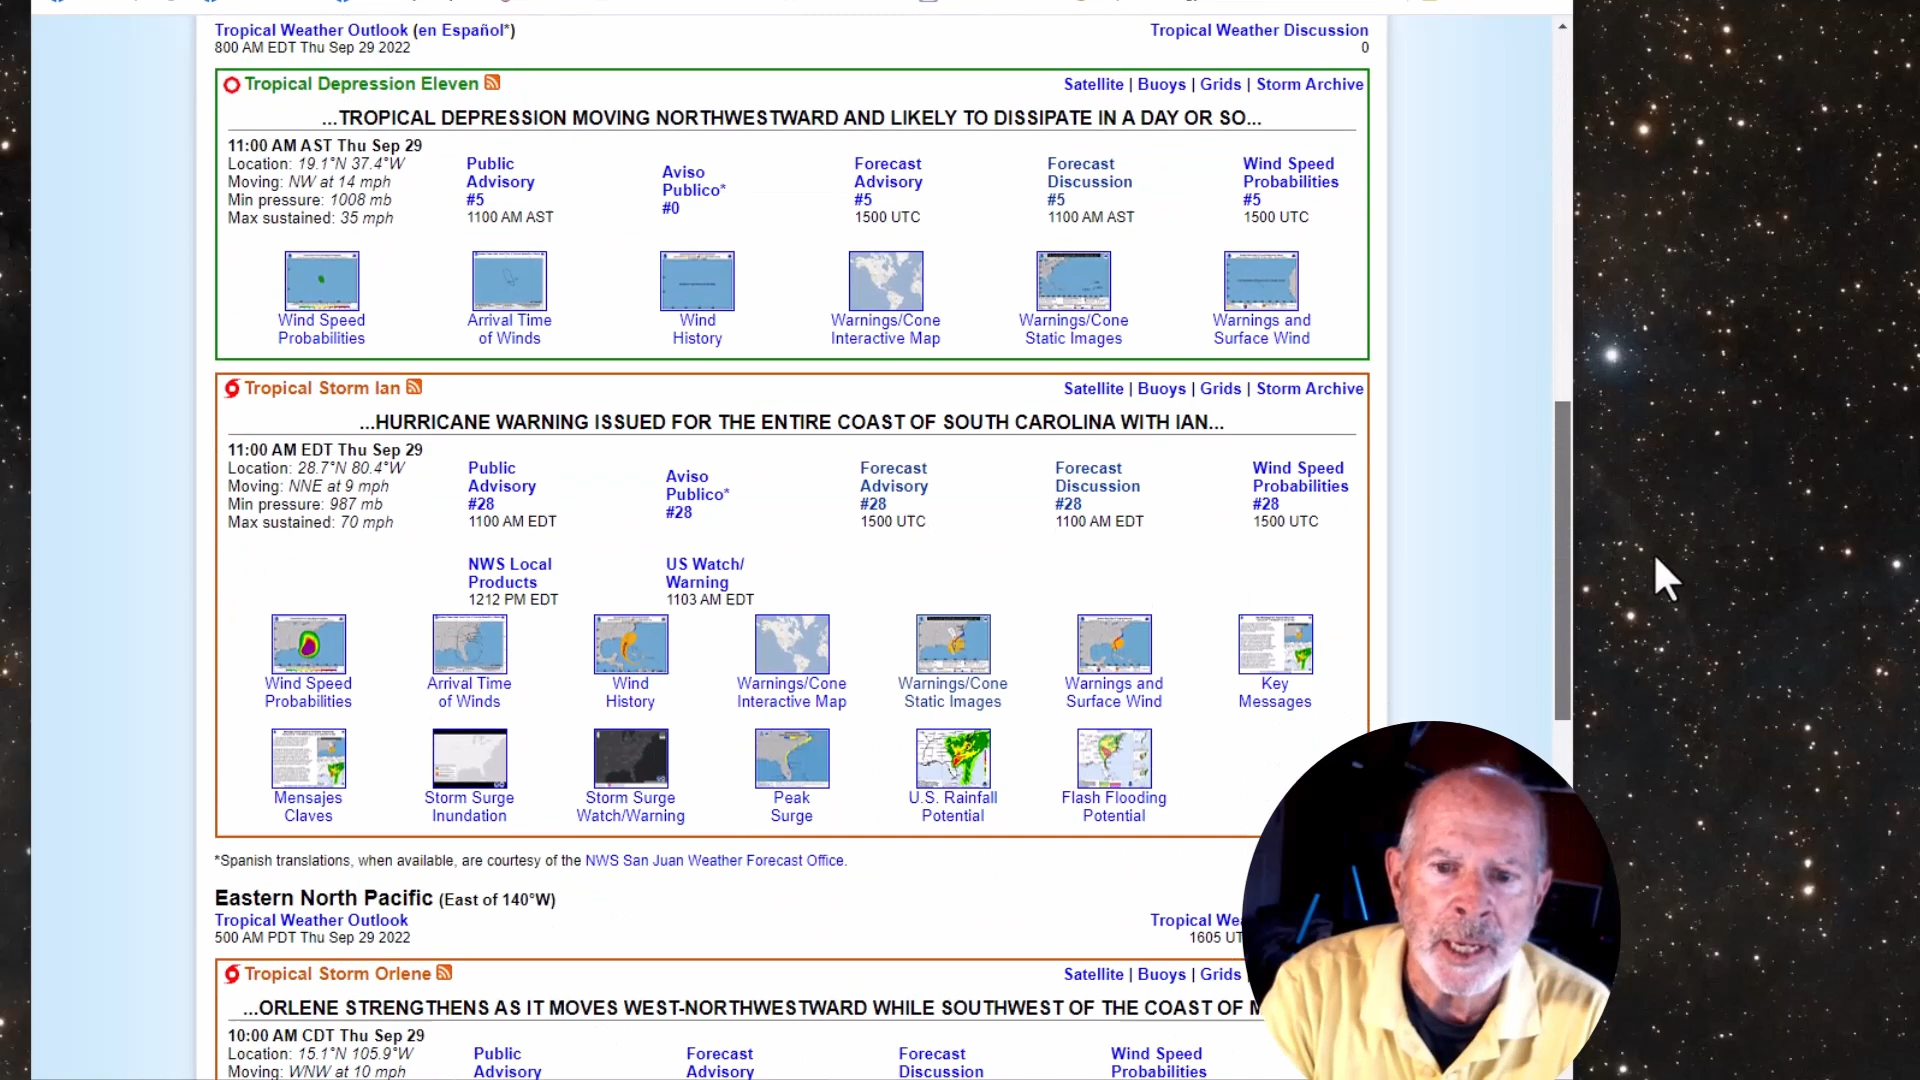 Tropical Weather Outlook (en Español*)
Tropical Weather Discussion
800 AM EDT Thu Sep 29 2022
0
Tropical Depression Eleven
Satellite | Buoys | Grids | Storm Archive
...TROPICAL DEPRESSION MOVING NORTHWESTWARD AND LIKELY TO DISSIPATE IN A DAY OR SO...
11:00 AM AST Thu Sep 29
Location: 19.1°N 37.4°W
Moving: NW at 14 mph
Min pressure: 1008 mb
Max sustained: 35 mph
Public
Advisory
#5
1100 AM AST
Aviso
Publico*
#0
Forecast
Advisory
#5
1500 UTC
Forecast
Discussion
#5
1100 AM AST
Wind Speed
Probabilities
#5
1500 UTC
Wind Speed
Probabilities
Arrival Time
of Winds
Wind
History
Warnings/Cone
Interactive Map
Warnings/Cone
Static Images
Warnings and
Surface Wind
Tropical Storm Ian
Satellite | Buoys | Grids | Storm Archive
...HURRICANE WARNING ISSUED FOR THE ENTIRE COAST OF SOUTH CAROLINA WITH IAN...
11:00 AM EDT Thu Sep 29
Location: 28.7°N 80.4°W
Moving: NNE at 9 mph
Min pressure: 987 mb
Max sustained: 70 mph
Public
Advisory
#28
1100 AM EDT
Aviso
Publico*
#28
Forecast
Advisory
#28
1500 UTC
Forecast
Discussion
#28
1100 AM EDT
Wind Speed
Probabilities
#28
1500 UTC
NWS Local
Products
1212 PM EDT
US Watch/
Warning
1103 AM EDT
Wind Speed
Probabilities
Arrival Time
of Winds
Wind
History
Warnings/Cone
Interactive Map
Warnings/Cone
Static Images
Warnings and
Surface Wind
Key
Messages
Mensajes
Claves
Storm Surge
Inundation
Storm Surge
Watch/Warning
Peak
Surge
U.S. Rainfall
Potential
Flash Flooding
Potential
*Spanish translations, when available, are courtesy of the NWS San Juan Weather Forecast Office.
Eastern North Pacific (East of 140°W)
Tropical Weather Outlook
Tropical
500 AM PDT Thu Sep 29 2022
1605
Tropical Storm Orlene
Satellite | Buoys | Grids
...ORLENE STRENGTHENS AS IT MOVES WEST-NORTHWESTWARD WHILE SOUTHWEST OF THE COAST OF
10:00 AM CDT Thu Sep 29
Location: 15.1°N 105.9°W
Moving: WNW at 10 mph
Public
Advisory
Forecast
Advisory
Forecast
Discussion
Wind Speed
Probabilities